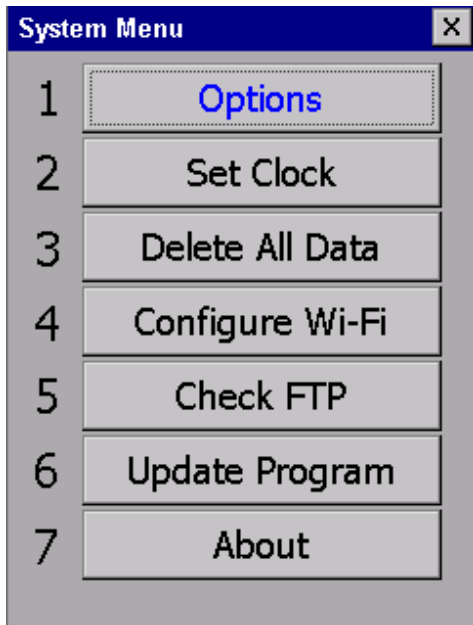 System Menu
1 Options
2 Set Clock
3 Delete All Data
4 Configure Wi-Fi
5 Check FTP
6 Update Program
7 About